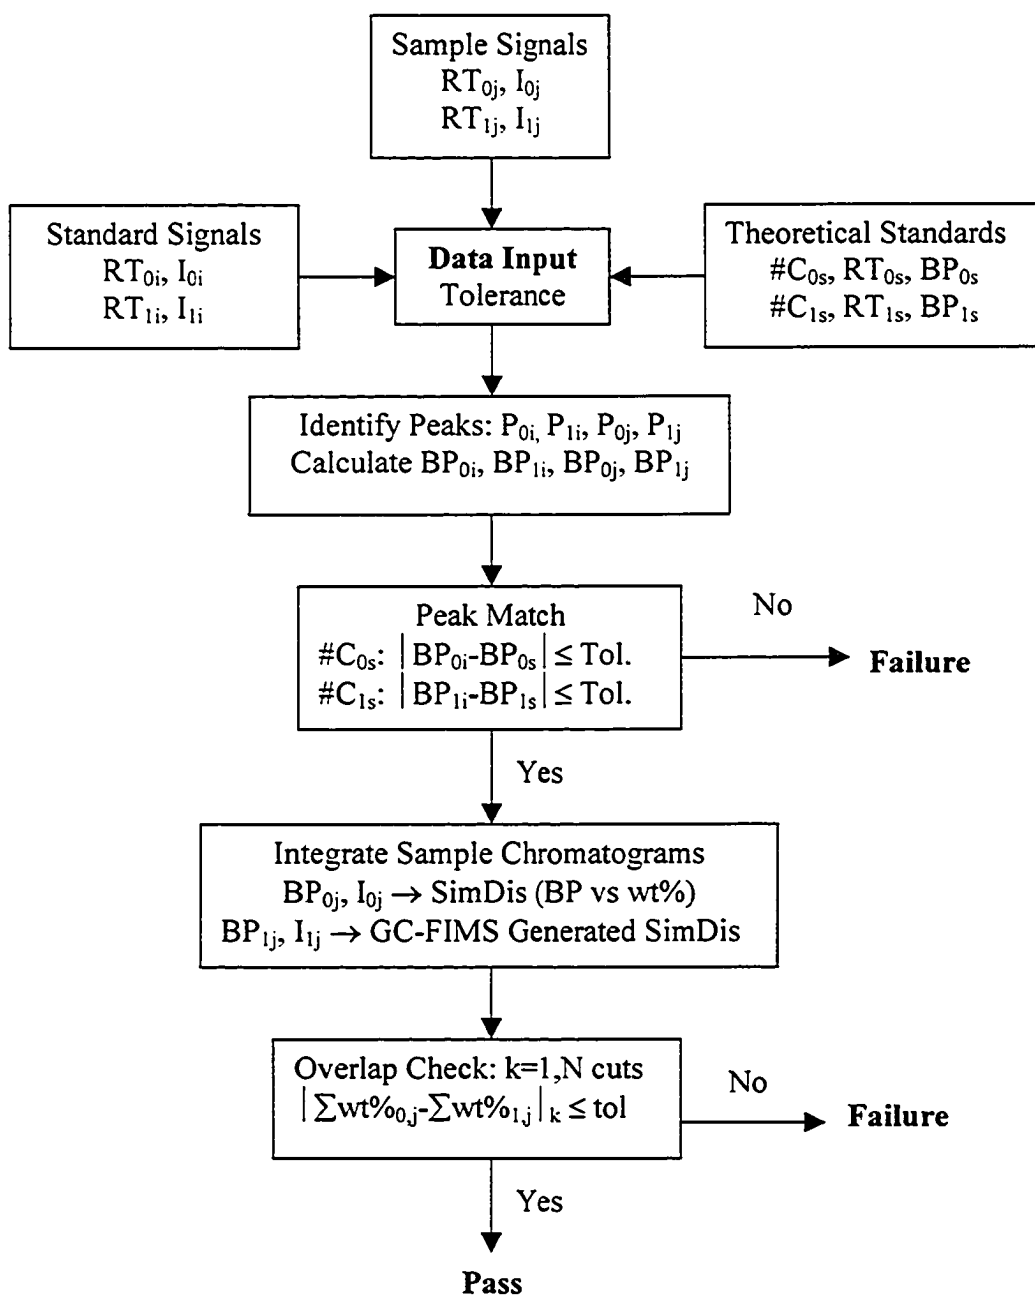 Sample Signals
RT₀ⱼ, I₀ⱼ
RT₁ⱼ, I₁ⱼ
Standard Signals
RT₀ᵢ, I₀ᵢ
RT₁ᵢ, I₁ᵢ
Data Input
Tolerance
Theoretical Standards
#C₀ₛ, RT₀ₛ, BP₀ₛ
#C₁ₛ, RT₁ₛ, BP₁ₛ
Identify Peaks: P₀ᵢ, P₁ᵢ, P₀ⱼ, P₁ⱼ
Calculate BP₀ᵢ, BP₁ᵢ, BP₀ⱼ, BP₁ⱼ
Peak Match
#C₀ₛ: |BP₀ᵢ-BP₀ₛ| ≤ Tol.
#C₁ₛ: |BP₁ᵢ-BP₁ₛ| ≤ Tol.
No
Failure
Yes
Integrate Sample Chromatograms
BP₀ⱼ, I₀ⱼ → SimDis (BP vs wt%)
BP₁ⱼ, I₁ⱼ → GC-FIMS Generated SimDis
Overlap Check: k=1,N cuts
|∑wt%₀,ⱼ-∑wt%₁,ⱼ|ₖ ≤ tol
No
Failure
Yes
Pass